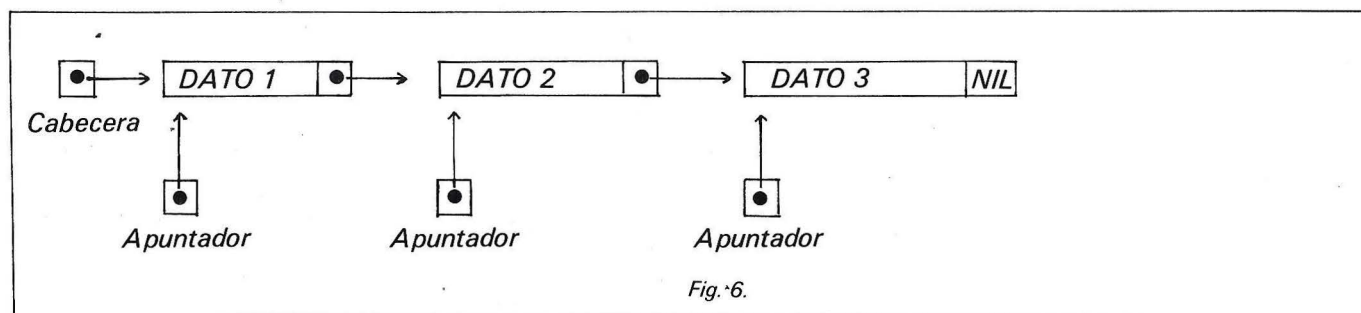 DATO 1 DATO 2 DATO 3 NIL
Cabecera
Apuntador Apuntador Apuntador
Fig. 6.